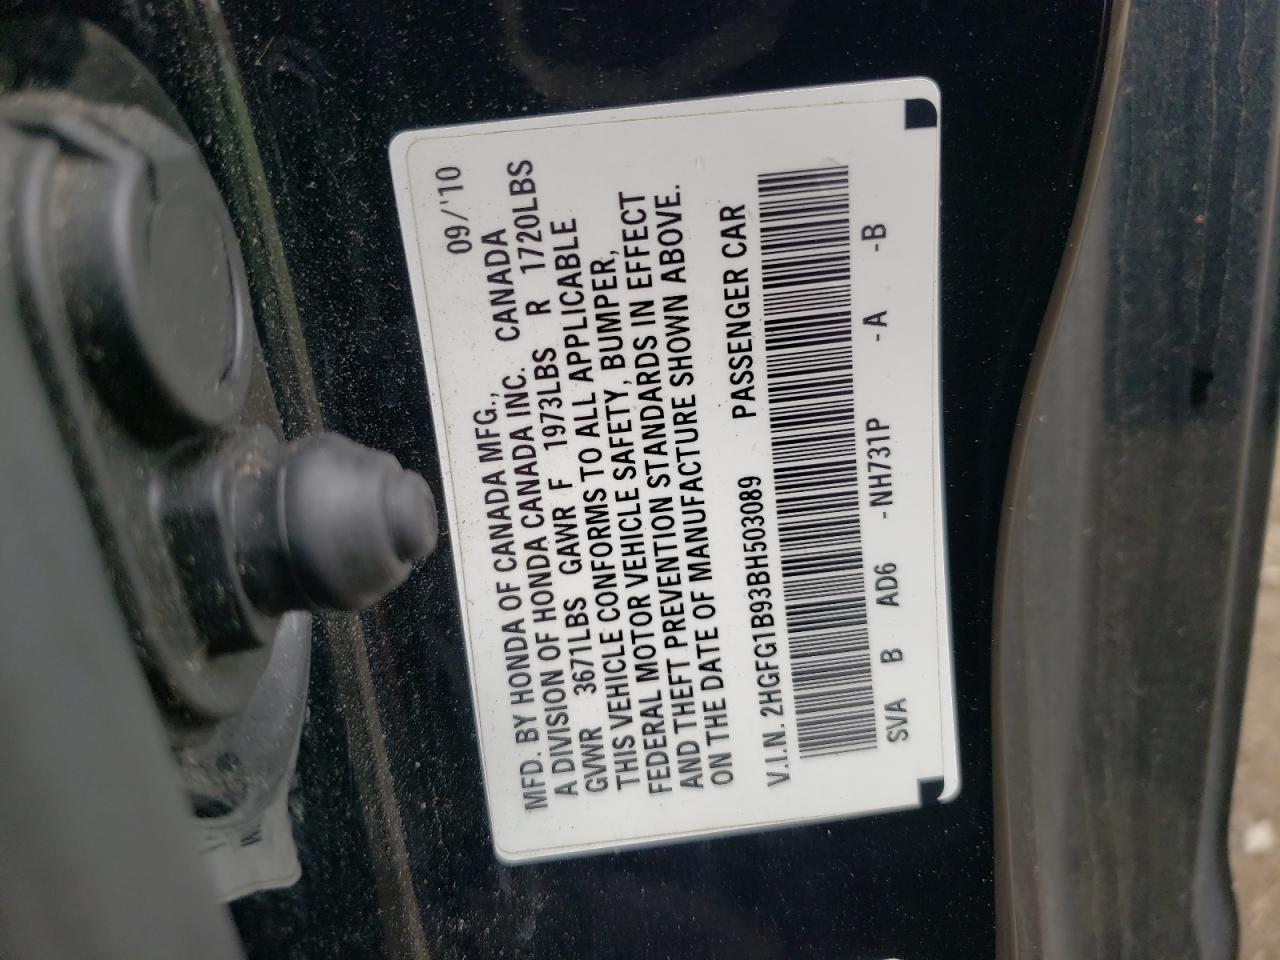 MFD. BY HONDA OF CANADA MFG., 09/'10
A DIVISION OF HONDA CANADA INC. CANADA
GVWR 3671LBS GAWR F 1973LBS R 1720LBS
THIS VEHICLE CONFORMS TO ALL APPLICABLE
FEDERAL MOTOR VEHICLE SAFETY, BUMPER,
AND THEFT PREVENTION STANDARDS IN EFFECT
ON THE DATE OF MANUFACTURE SHOWN ABOVE.
V.I.N. 2HGFG1B93BH503089 PASSENGER CAR
SVA B AD6 -NH731P -A -B